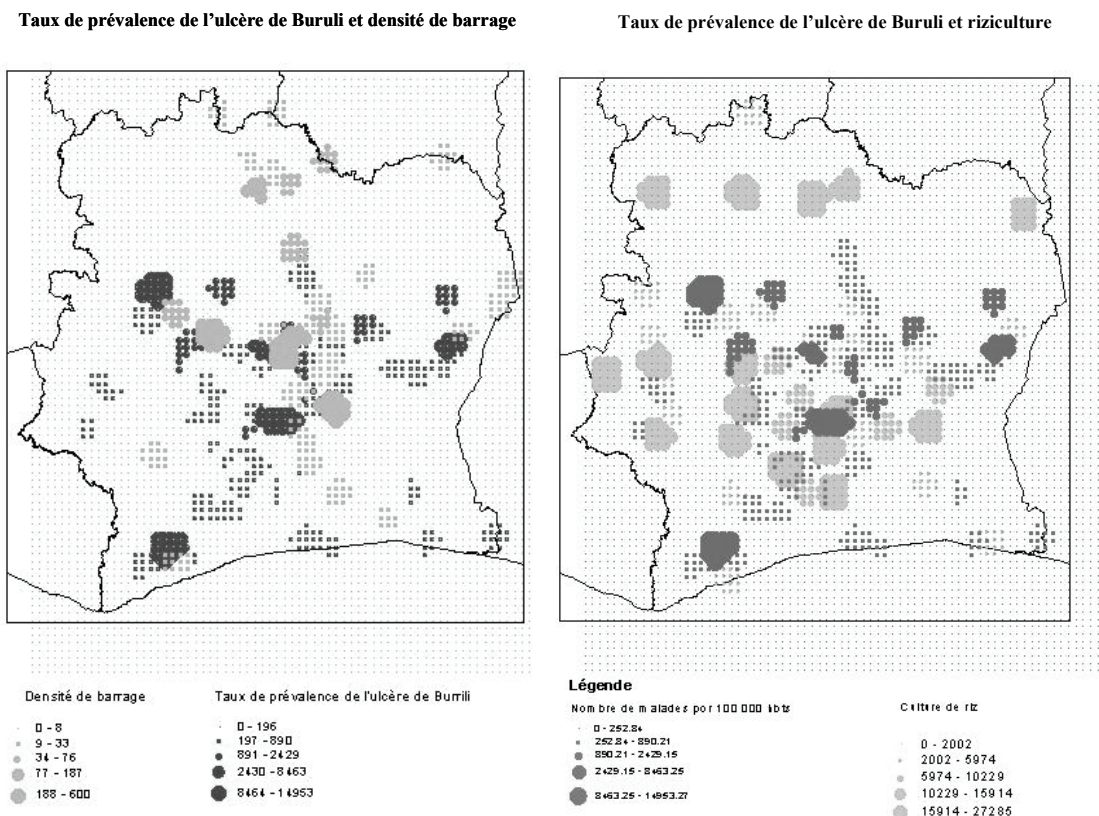 Taux de prévalence de l’ulcère de Buruli et densité de barrage
Taux de prévalence de l’ulcère de Buruli et riziculture
Densité de barrage
0 - 8
9 - 33
34 - 76
77 - 187
188 - 600
Taux de prévalence de l'ulcère de Burrili
0 - 196
197 - 890
891 - 2429
2430 - 8463
8464 - 14953
Légende
Nombre de malades por 100 000 hbts
0 - 252.84
252.84 - 890.21
890.21 - 2429.15
2429.15 - 8463.25
8463.25 - 14953.27
Culture de riz
0 - 2002
2002 - 5974
5974 - 10229
10229 - 15914
15914 - 27285